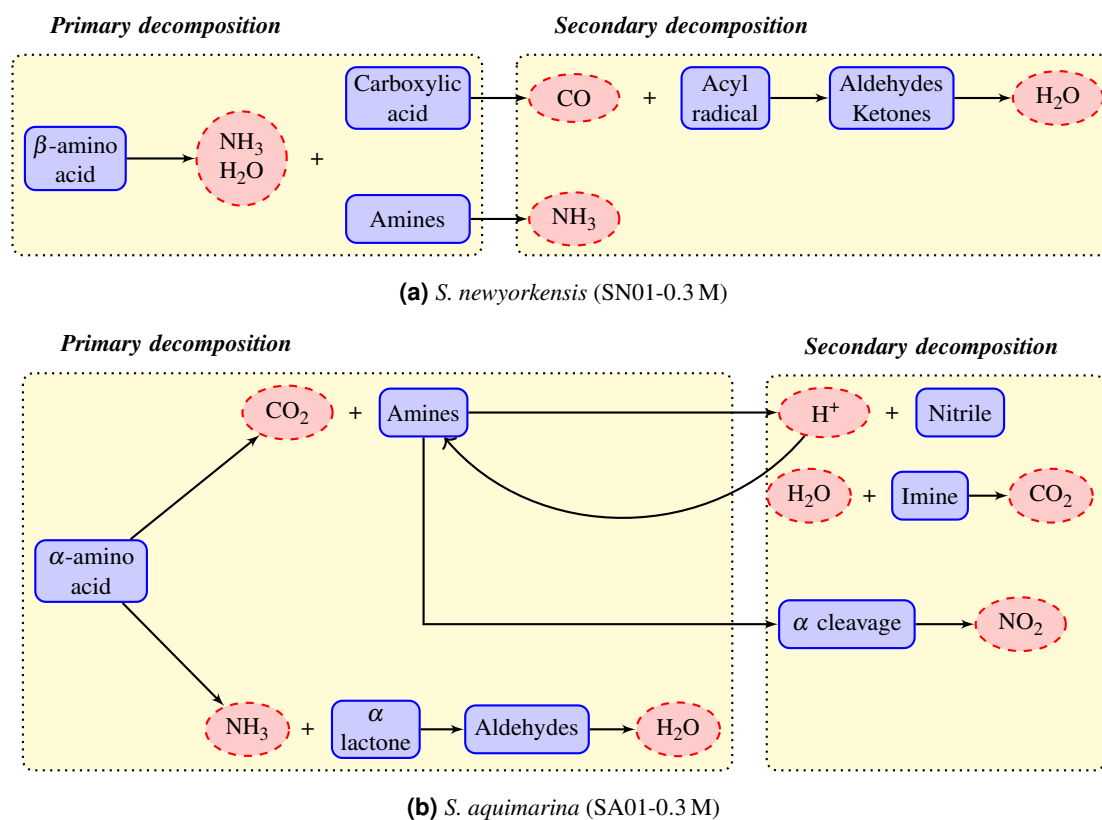 Primary decomposition
Secondary decomposition
β-amino
acid
NH₃
H₂O
+
Carboxylic
acid
Amines
CO
+
Acyl
radical
Aldehydes
Ketones
H₂O
NH₃
(a) S. newyorkensis (SN01-0.3 M)
Primary decomposition
Secondary decomposition
CO₂
+
Amines
H⁺
+
Nitrile
H₂O
+
Imine
CO₂
α-amino
acid
α cleavage
NO₂
NH₃
+
α
lactone
Aldehydes
H₂O
(b) S. aquimarina (SA01-0.3 M)